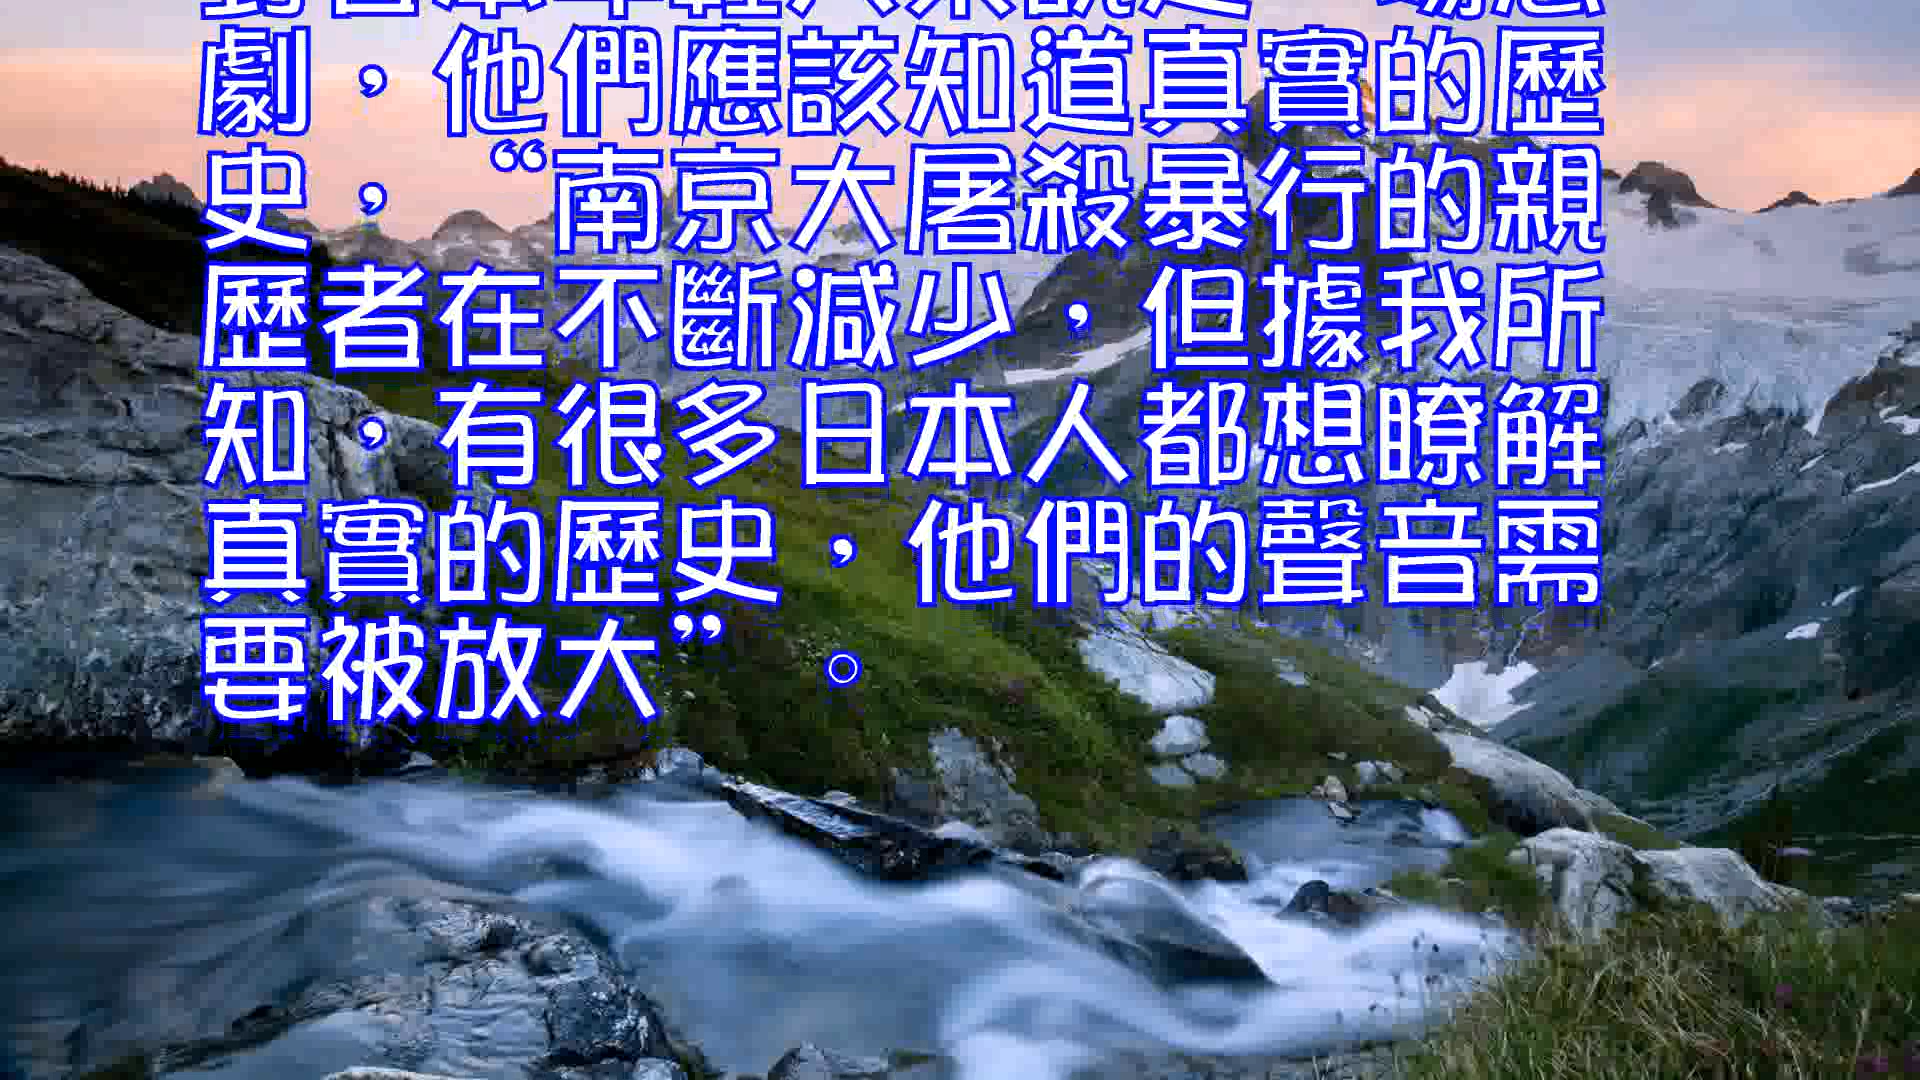 劇，他們應該知道真實的歷
史，“南京大屠殺暴行的親
歷者在不斷減少，但據我所
知，有很多日本人都想瞭解
真實的歷史，他們的聲音需
要被放大”。